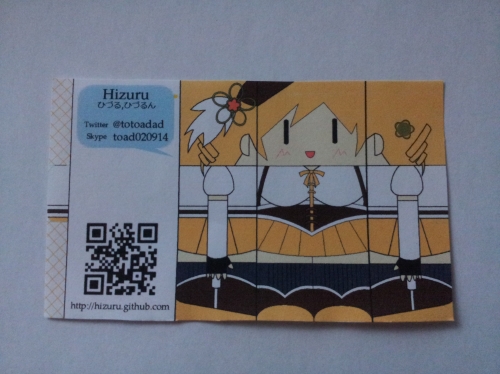 Hizuru
ひづる,ひづるん
Twitter @totoadad
Skype toad020914
http://hizuru.github.com